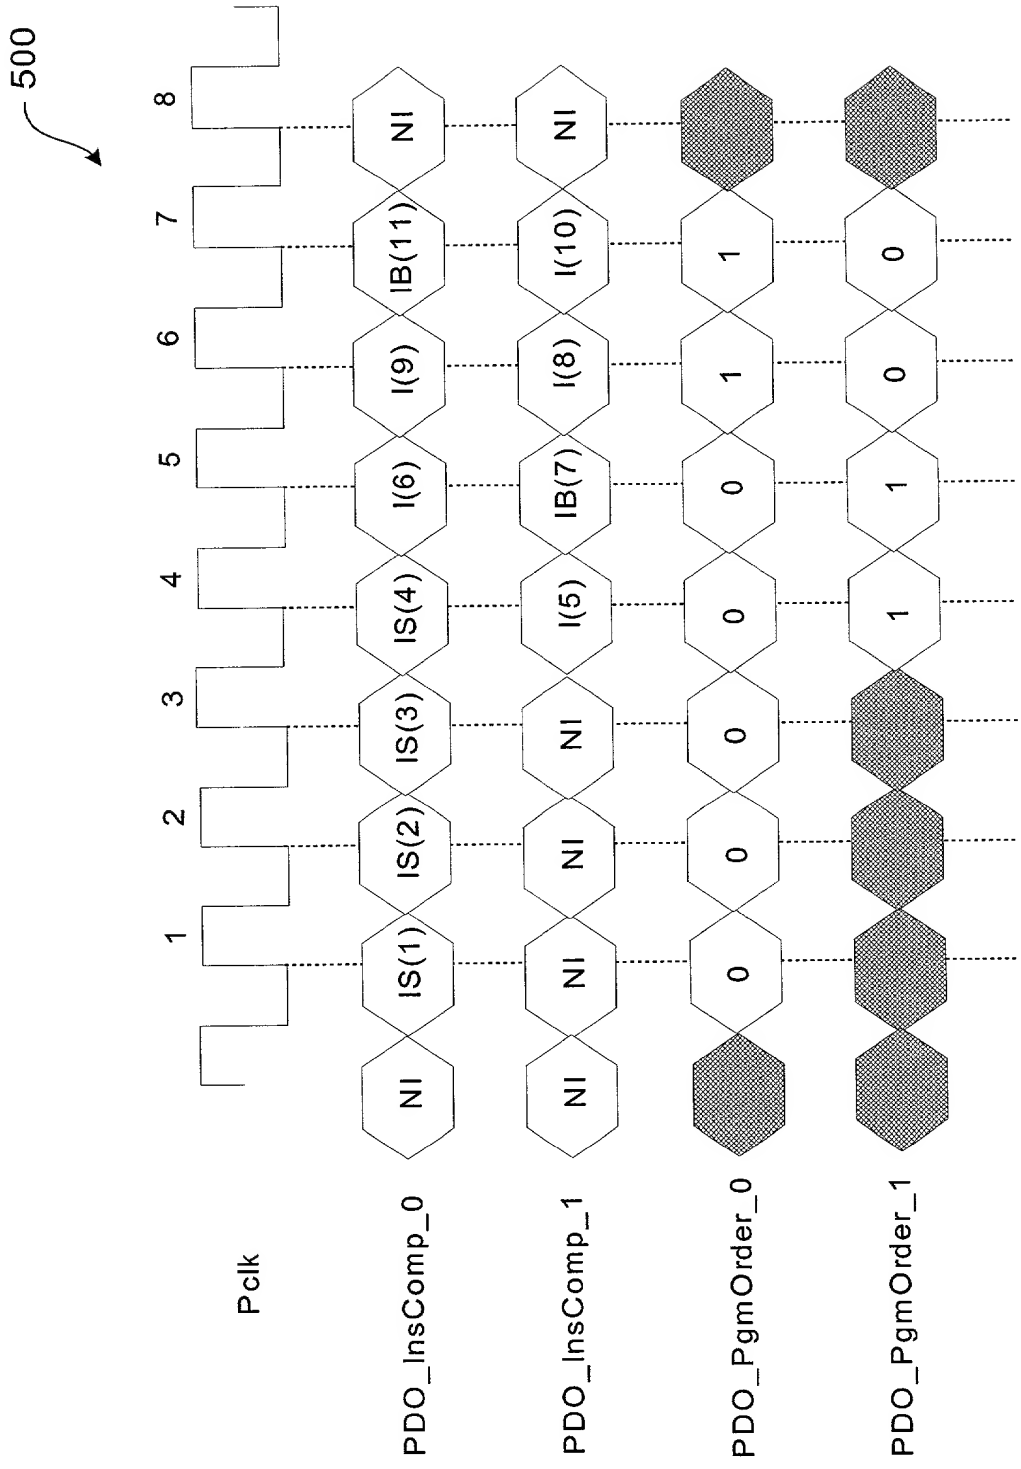 500
1 2 3 4 5 6 7 8
Pclk
PDO_InsComp_0 NI IS(1) IS(2) IS(3) IS(4) I(6) I(9) IB(11) NI
PDO_InsComp_1 NI NI NI NI I(5) IB(7) I(8) I(10) NI
PDO_PgmOrder_0 0 0 0 0 0 1 1
PDO_PgmOrder_1 1 1 0 0